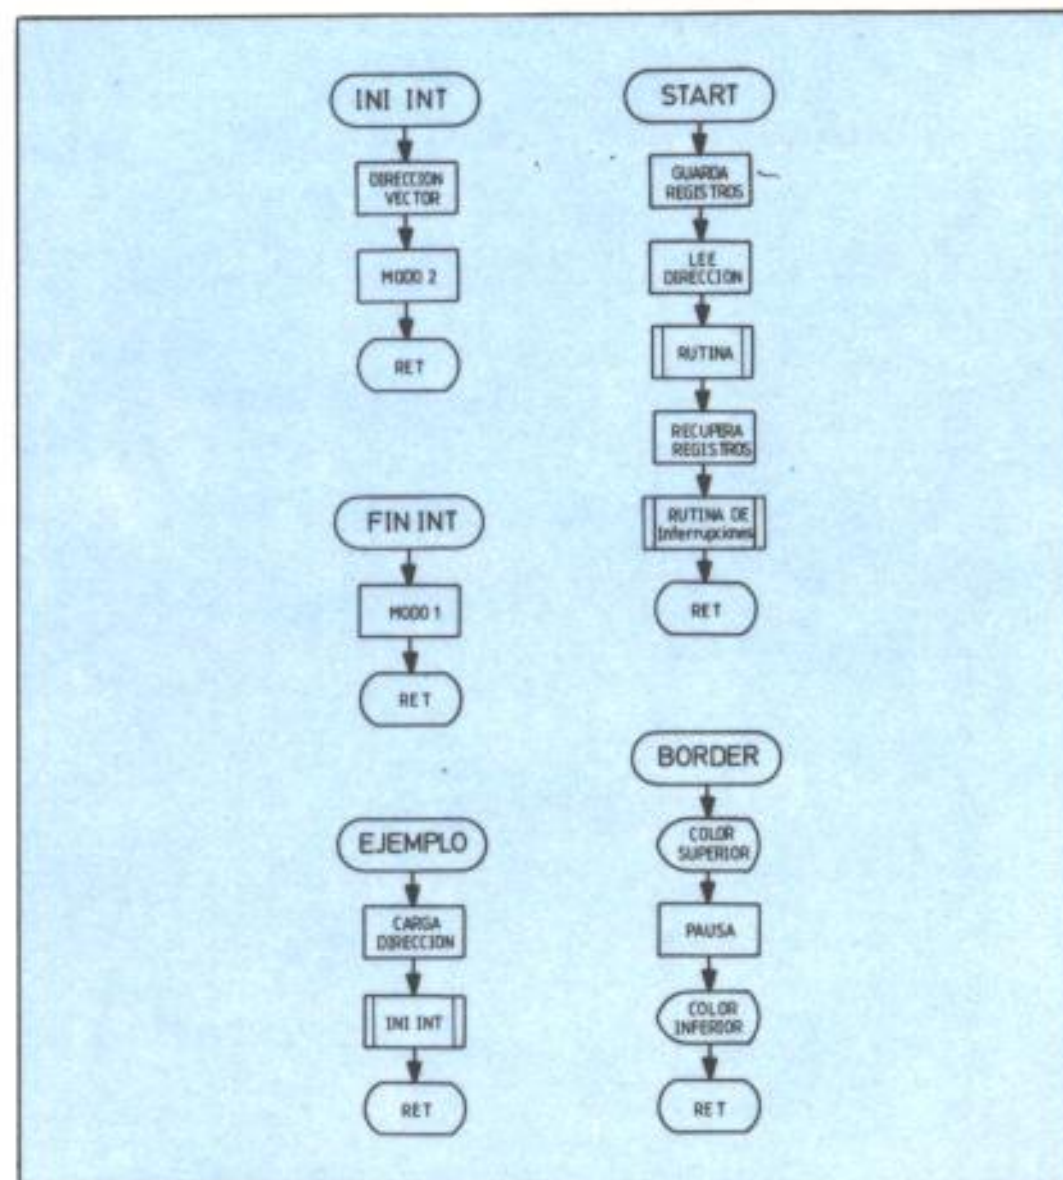 INI INT
DIRECCION
VECTOR
MODO 2
RET
FIN INT
MODO 1
RET
EJEMPLO
CARGA
DIRECCION
INI INT
RET
START
GUARDA
REGISTROS
LEE
DIRECCION
RUTINA
RECUPERA
REGISTROS
RUTINA DE
Interrupciones
RET
BORDER
COLOR
SUPERIOR
PAUSA
COLOR
INFERIOR
RET